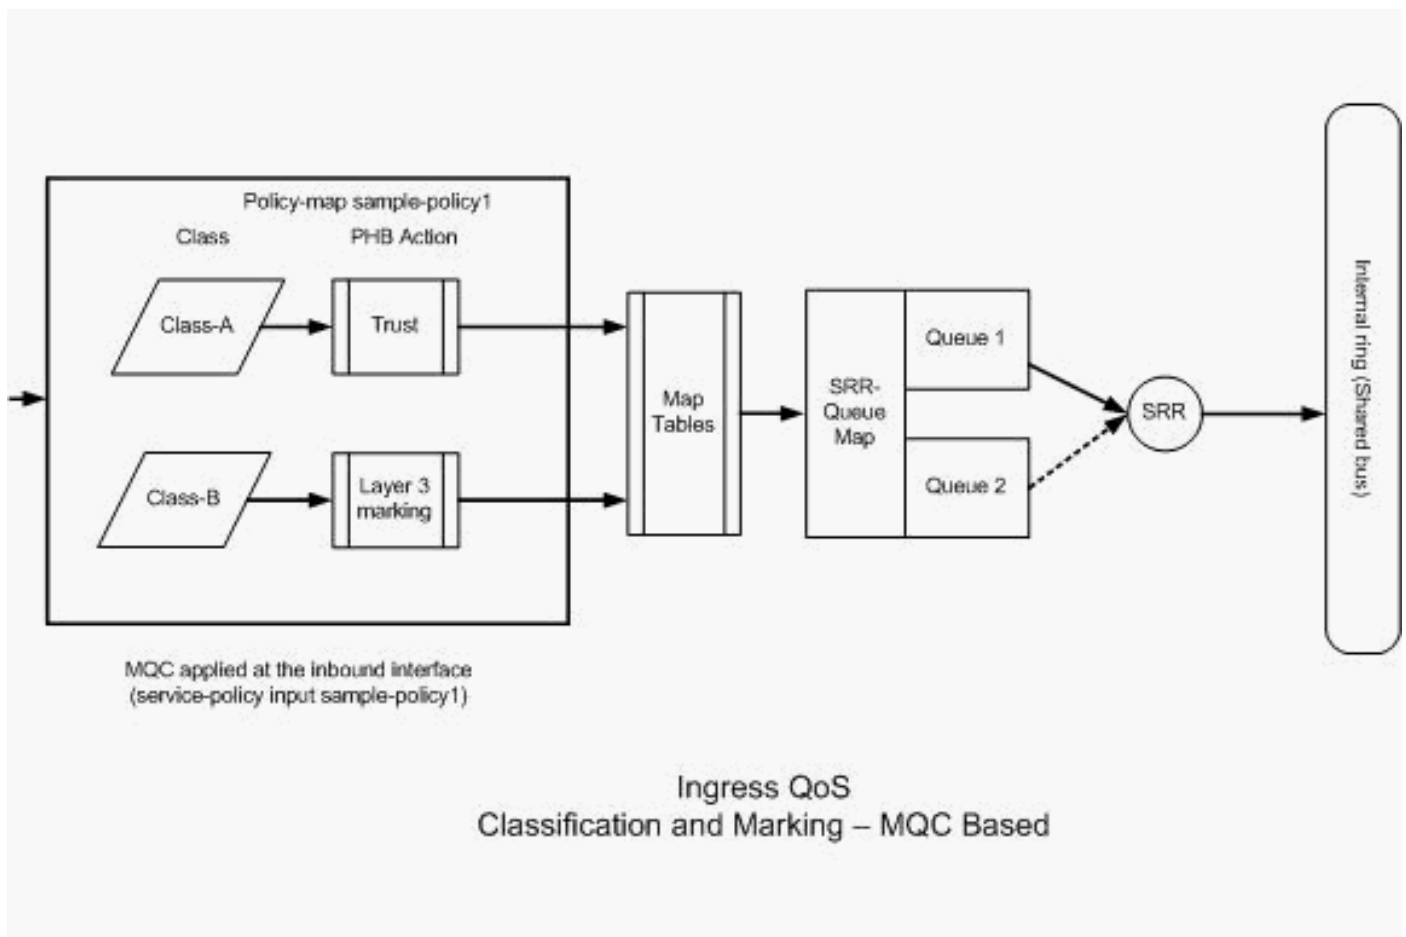 Policy-map sample-policy1
Class
PHB Action
Class-A
Trust
Class-B
Layer 3
marking
Map
Tables
SRR-
Queue
Map
Queue 1
Queue 2
SRR
Internal ring (Shared bus)
MQC applied at the inbound interface
(service-policy input sample-policy1)
Ingress QoS
Classification and Marking – MQC Based